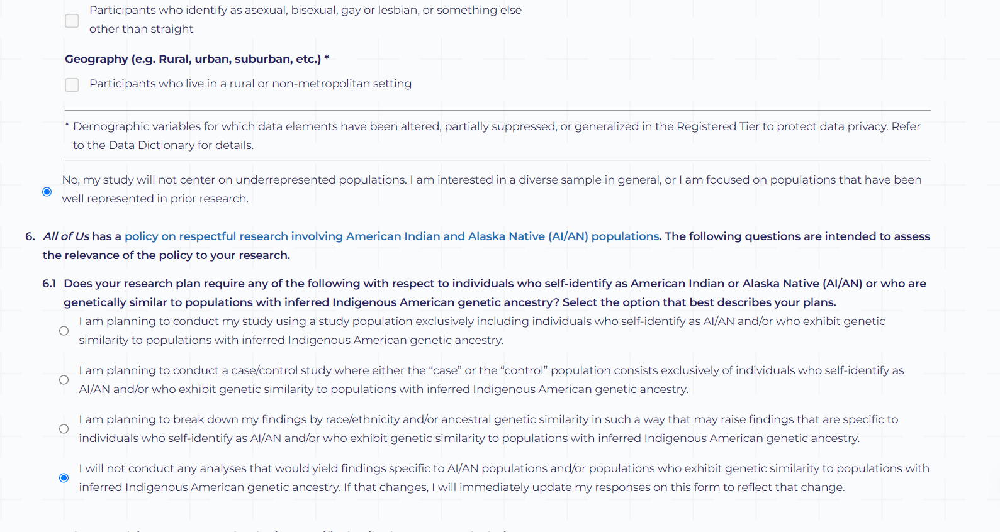 Participants who identify as asexual, bisexual, gay or lesbian, or something else
other than straight
Geography (e.g. Rural, urban, suburban, etc.) *
Participants who live in a rural or non-metropolitan setting
* Demographic variables for which data elements have been altered, partially suppressed, or generalized in the Registered Tier to protect data privacy. Refer
to the Data Dictionary for details.
No, my study will not center on underrepresented populations. I am interested in a diverse sample in general, or I am focused on populations that have been
well represented in prior research.
6. All of Us has a policy on respectful research involving American Indian and Alaska Native (AI/AN) populations. The following questions are intended to assess
the relevance of the policy to your research.
6.1 Does your research plan require any of the following with respect to individuals who self-identify as American Indian or Alaska Native (AI/AN) or who are
genetically similar to populations with inferred Indigenous American genetic ancestry? Select the option that best describes your plans.
I am planning to conduct my study using a study population exclusively including individuals who self-identify as AI/AN and/or who exhibit genetic
similarity to populations with inferred Indigenous American genetic ancestry.
I am planning to conduct a case/control study where either the “case” or the “control” population consists exclusively of individuals who self-identify as
AI/AN and/or who exhibit genetic similarity to populations with inferred Indigenous American genetic ancestry.
I am planning to break down my findings by race/ethnicity and/or ancestral genetic similarity in such a way that may raise findings that are specific to
individuals who self-identify as AI/AN and/or who exhibit genetic similarity to populations with inferred Indigenous American genetic ancestry.
I will not conduct any analyses that would yield findings specific to AI/AN populations and/or populations who exhibit genetic similarity to populations with
inferred Indigenous American genetic ancestry. If that changes, I will immediately update my responses on this form to reflect that change.